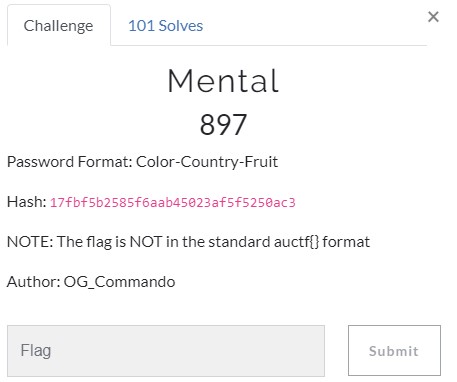 Challenge
101 Solves
×
Mental
897
Password Format: Color-Country-Fruit
Hash: 17fbf5b2585f6aab45023af5f5250ac3
NOTE: The flag is NOT in the standard auctf{} format
Author: OG_Commando
Flag
Submit